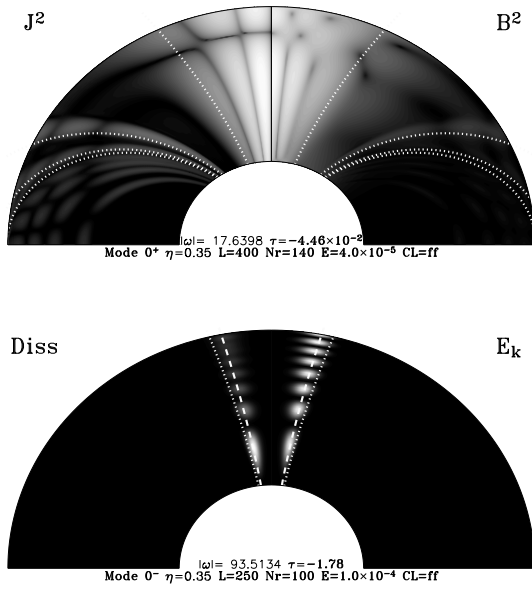 J² B²
|ω|= 17.6398 τ=−4.46×10⁻²
Mode 0⁺ η=0.35 L=400 Nr=140 E=4.0×10⁻⁵ CL=ff
Diss Eₖ
|ω|= 93.5134 τ=−1.78
Mode 0⁻ η=0.35 L=250 Nr=100 E=1.0×10⁻⁴ CL=ff